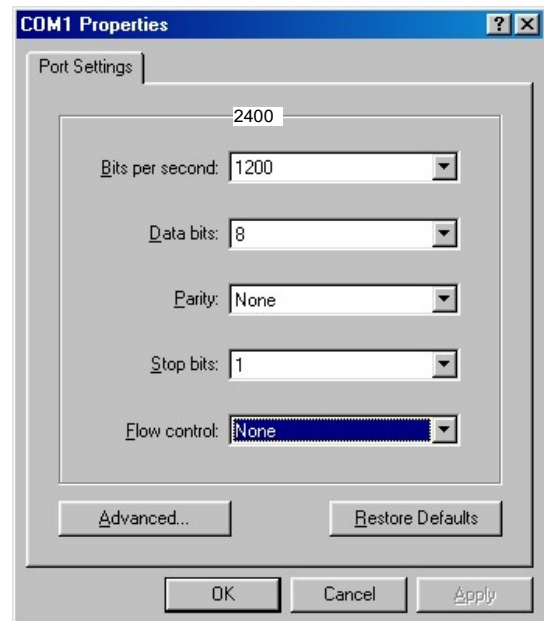 COM1 Properties
Port Settings
2400
Bits per second: 1200
Data bits: 8
Parity: None
Stop bits: 1
Flow control: None
Advanced...
Restore Defaults
OK
Cancel
Apply